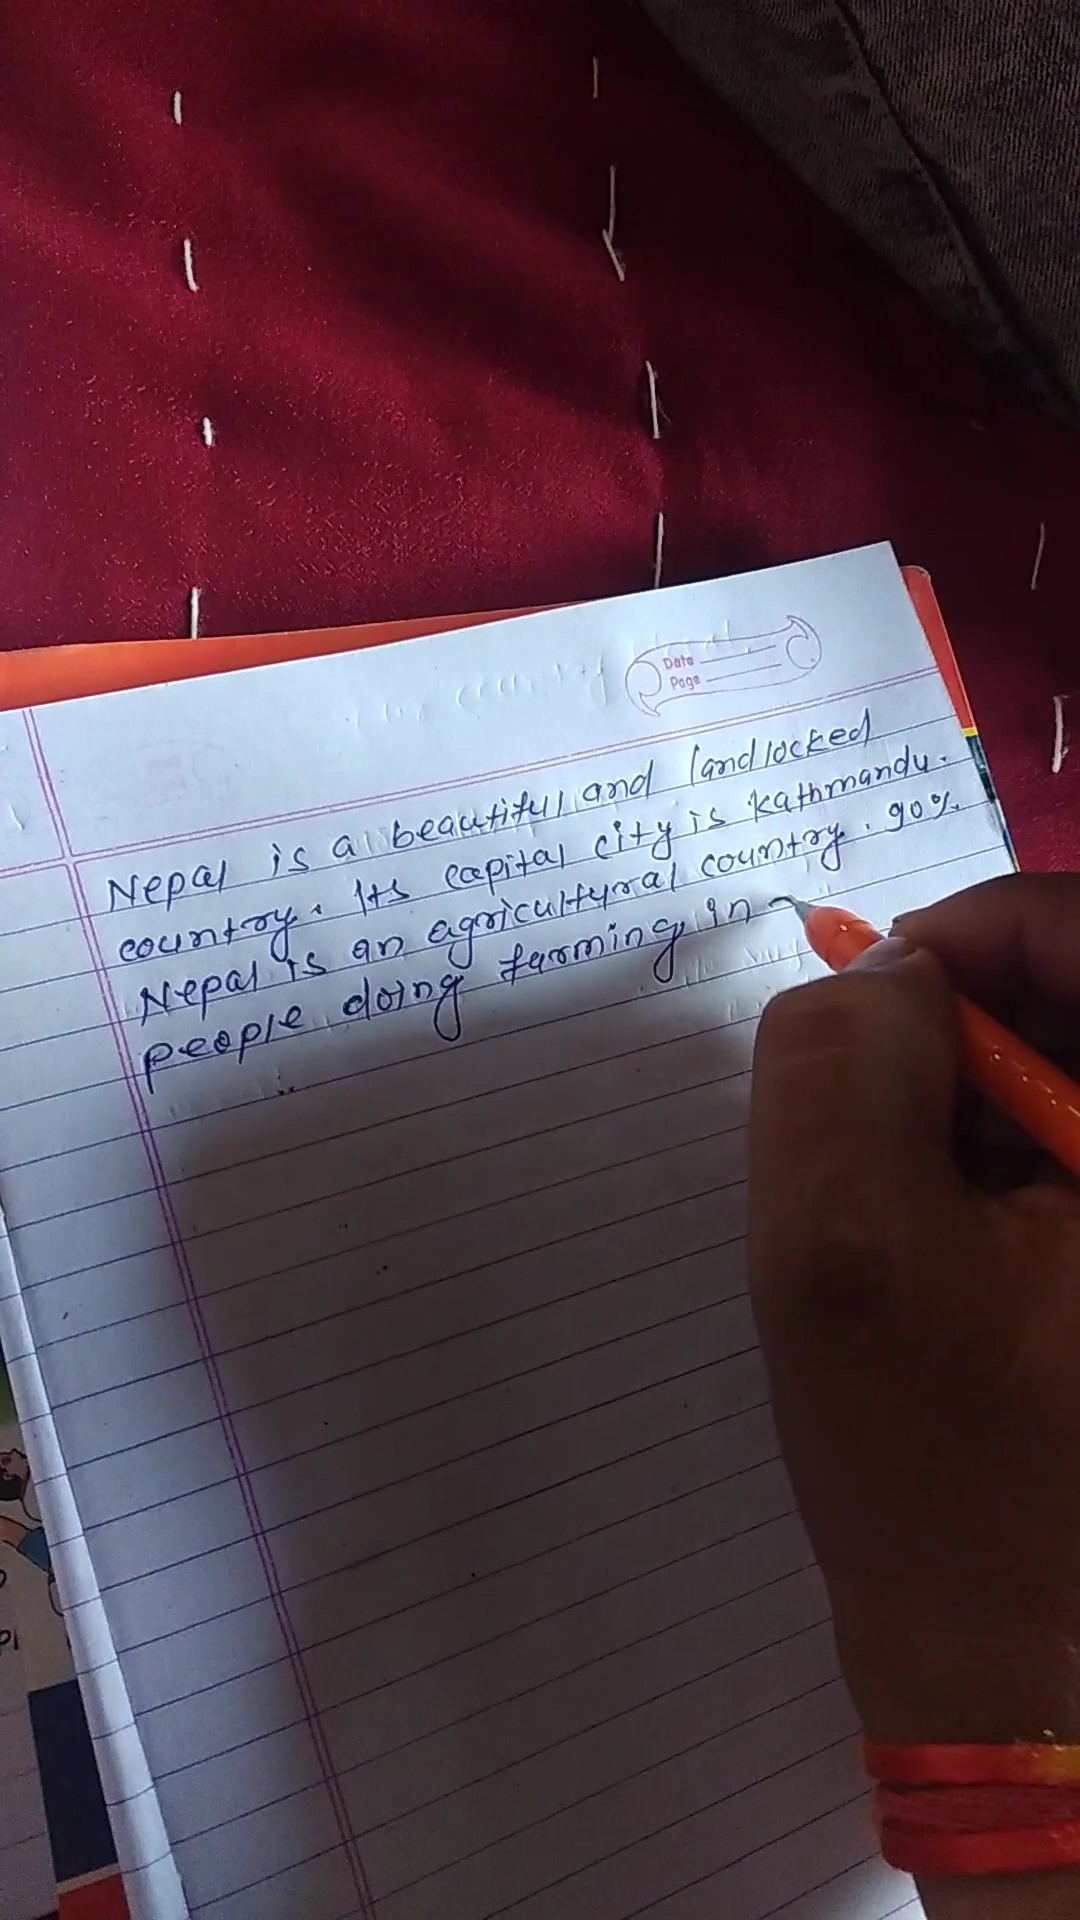 Date
Page
Nepal is a beautiful and landlocked
country. Its capital city is Kathmandu.
Nepal is an agricultural country. 90%
people doing farming in